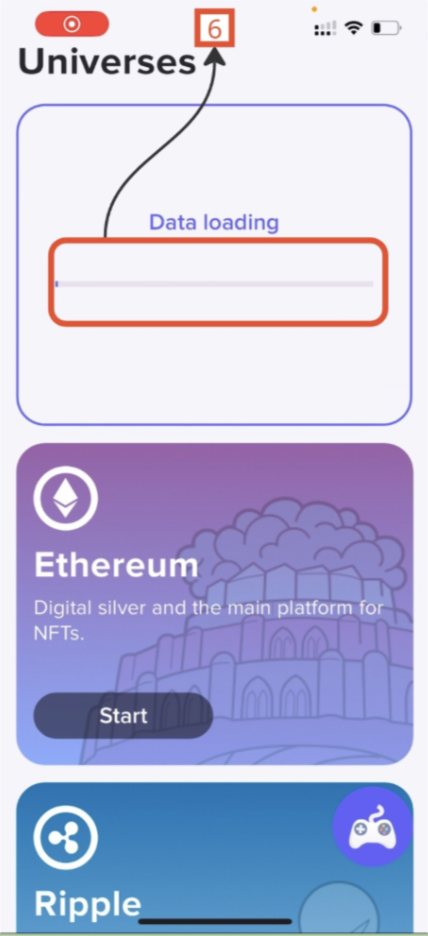 6
Universes
Data loading
Ethereum
Digital silver and the main platform for
NFTs.
Start
Ripple